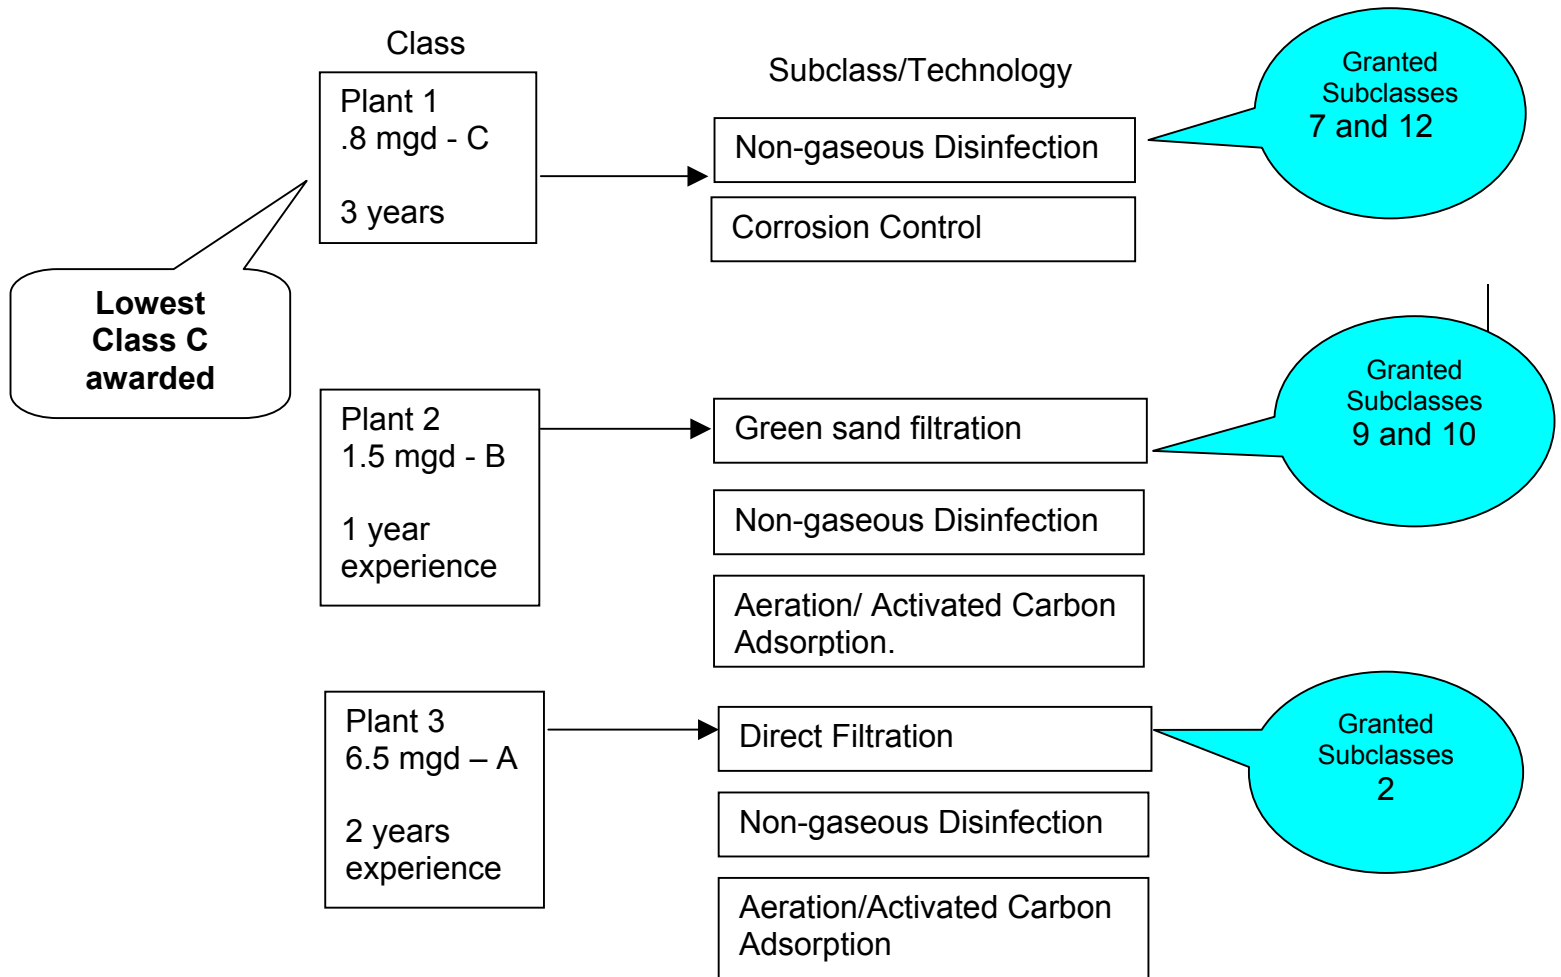 Class
Subclass/Technology
Plant 1
.8 mgd - C
3 years
Non-gaseous Disinfection
Corrosion Control
Granted
Subclasses
7 and 12
Lowest
Class C
awarded
Plant 2
1.5 mgd - B
1 year
experience
Green sand filtration
Non-gaseous Disinfection
Aeration/ Activated Carbon
Adsorption.
Granted
Subclasses
9 and 10
Plant 3
6.5 mgd – A
2 years
experience
Direct Filtration
Non-gaseous Disinfection
Aeration/Activated Carbon
Adsorption
Granted
Subclasses
2